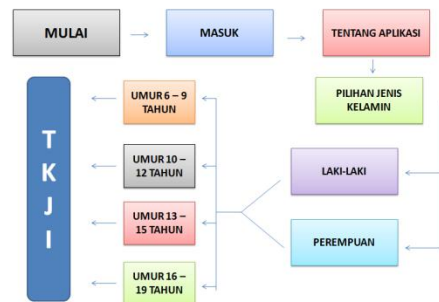 MULAI
MASUK
TENTANG APLIKASI
PILIHAN JENIS
KELAMIN
LAKI-LAKI
PEREMPUAN
UMUR 6 – 9
TAHUN
UMUR 10 –
12 TAHUN
UMUR 13 –
15 TAHUN
UMUR 16 –
19 TAHUN
T
K
J
I